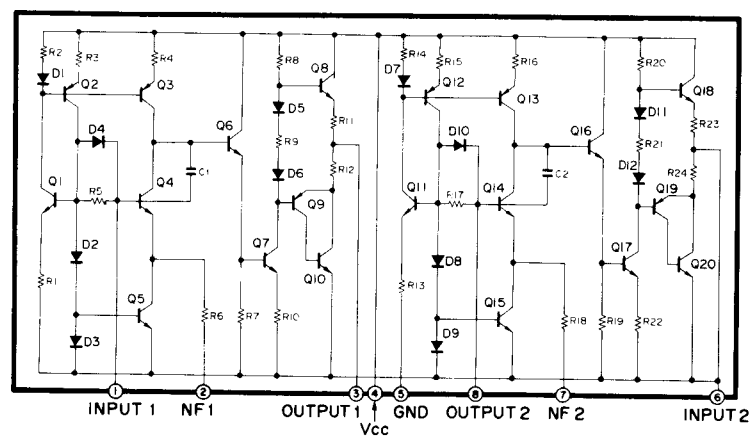 R2 R3 R4 R8 Q8 R14 R15 R16 R20 Q18
D1 Q2 Q3 D5 R11 D7 Q12 Q13 D11 R23
D4 Q6 R9 R12 D10 Q16 R21 R24
C1 D6 C2 D12
Q1 R5 Q4 Q9 Q11 R17 Q14 Q19
D2 Q7 Q10 D8 Q17 Q20
R1 Q5 R6 R7 R10 R13 Q15 R18 R19 R22
D3 D9
1 2 3 4 5 8 7 6
INPUT 1 NF1 OUTPUT 1 GND OUTPUT 2 NF 2 INPUT 2
Vcc